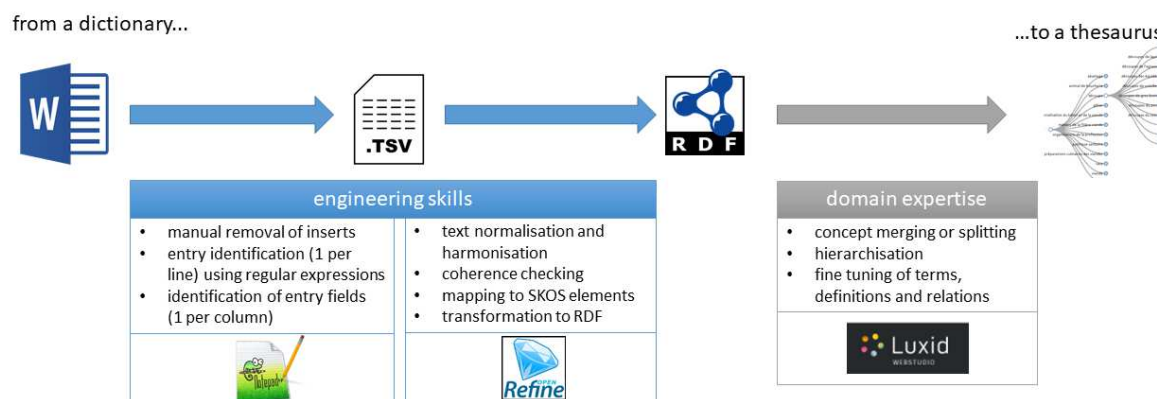 from a dictionary...
...to a thesaurus
W
.TSV
RDF
engineering skills
• manual removal of inserts
• entry identification (1 per
line) using regular expressions
• identification of entry fields
(1 per column)
• text normalisation and
harmonisation
• coherence checking
• mapping to SKOS elements
• transformation to RDF
domain expertise
• concept merging or splitting
• hierarchisation
• fine tuning of terms,
definitions and relations
Notepad++
OPEN
Refine
Luxid
WEBSTUDIO